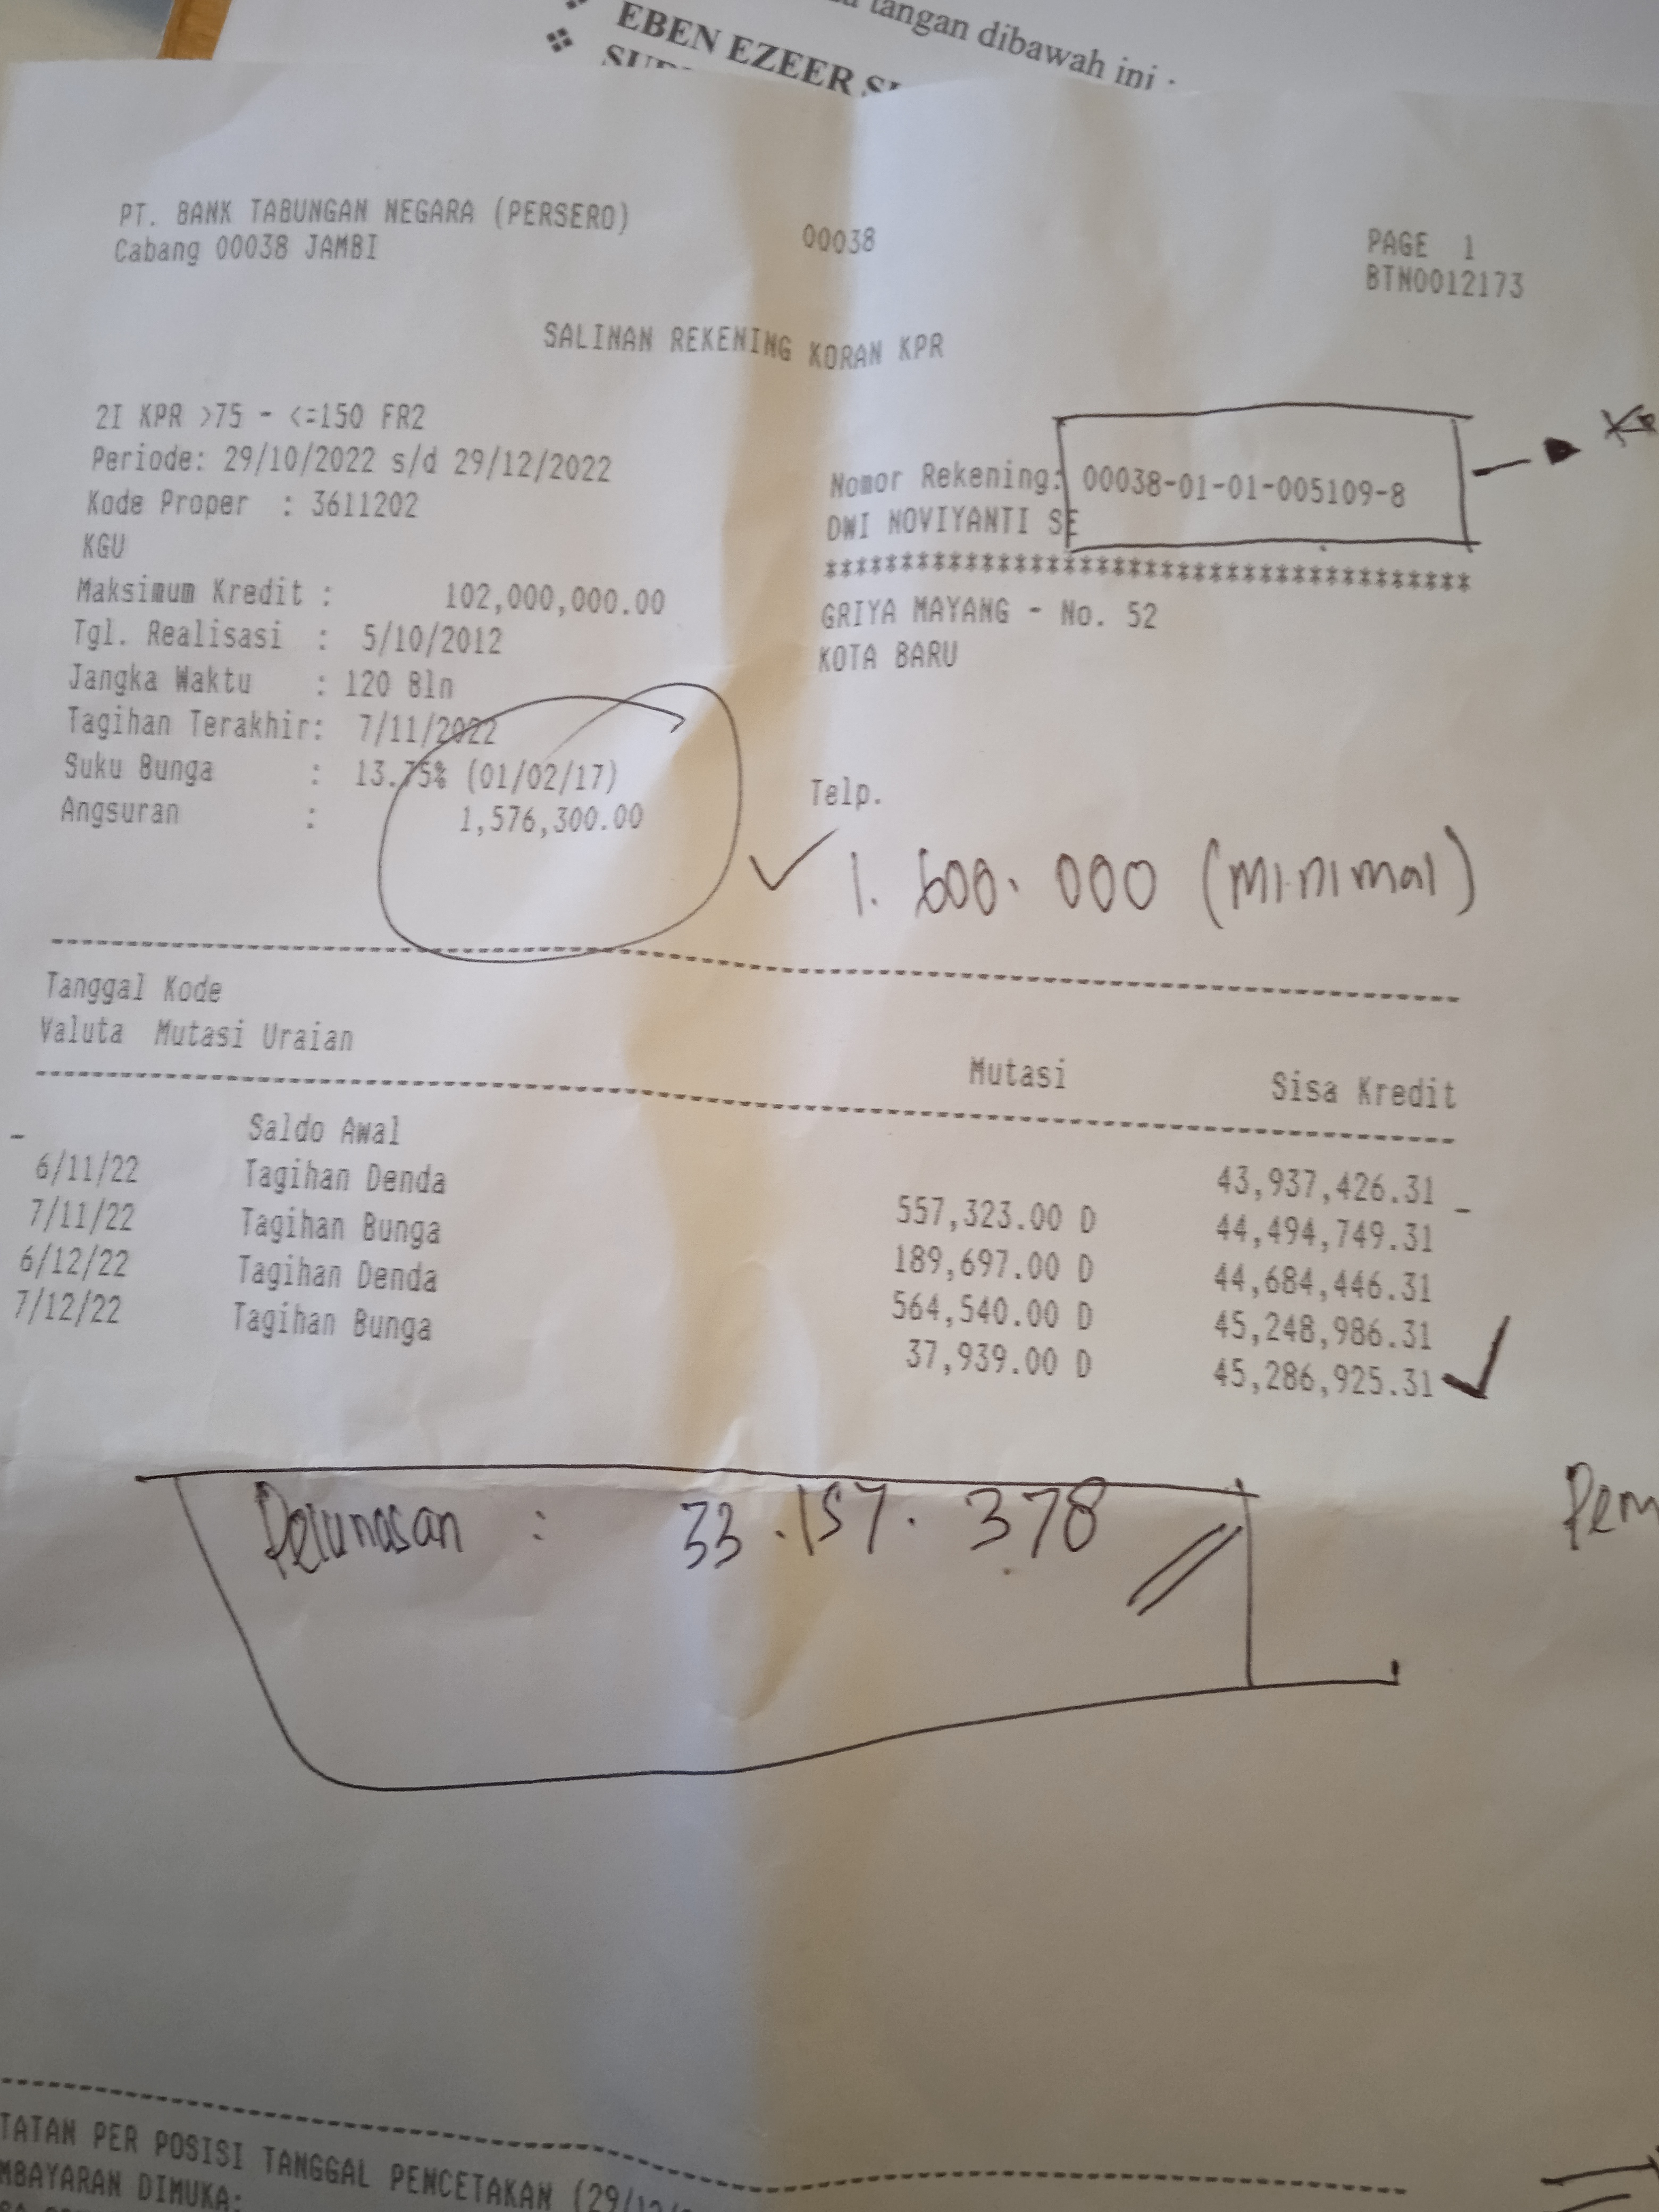 tangan dibawah ini :
EBEN EZEER
PT. BANK TABUNGAN NEGARA (PERSERO)
Cabang 00038 JAMBI
00038
PAGE 1
BTN0012173
SALINAN REKENING KORAN KPR
2I KPR >75 - <=150 FR2
Periode: 29/10/2022 s/d 29/12/2022
Kode Proper : 3611202
KGU
Maksimum Kredit : 102,000,000.00
Tgl. Realisasi : 5/10/2012
Jangka Waktu : 120 Bln
Tagihan Terakhir: 7/11/2022
Suku Bunga : 13.75% (01/02/17)
Angsuran : 1,576,300.00
Nomor Rekening: 00038-01-01-005109-8
DWI NOVIYANTI SE
*******************************************
GRIYA MAYANG - No. 52
KOTA BARU
Telp.
1.600.000 (minimal)
Tanggal Kode
Valuta Mutasi Uraian Mutasi Sisa Kredit
Saldo Awal 43,937,426.31
6/11/22 Tagihan Denda 557,323.00 D 44,494,749.31
7/11/22 Tagihan Bunga 189,697.00 D 44,684,446.31
6/12/22 Tagihan Denda 564,540.00 D 45,248,986.31
7/12/22 Tagihan Bunga 37,939.00 D 45,286,925.31
Pelunasan : 33.157.378
Pem
TATAN PER POSISI TANGGAL PENCETAKAN (29/12/
MBAYARAN DIMUKA: